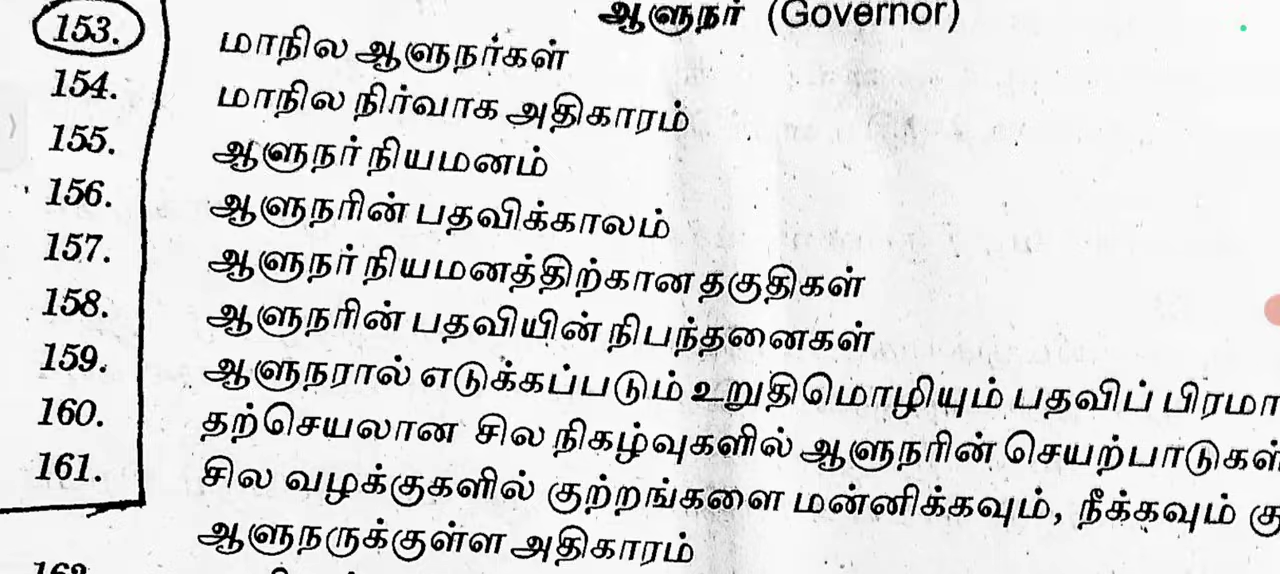 ஆளுநர் (Governor)
153. மாநில ஆளுநர்கள்
154. மாநில நிர்வாக அதிகாரம்
155. ஆளுநர் நியமனம்
156. ஆளுநரின் பதவிக்காலம்
157. ஆளுநர் நியமனத்திற்கான தகுதிகள்
158. ஆளுநரின் பதவியின் நிபந்தனைகள்
159. ஆளுநரால் எடுக்கப்படும் உறுதிமொழியும் பதவிப் பிரமா
160. தற்செயலான சில நிகழ்வுகளில் ஆளுநரின் செயற்பாடுகள்
161. சில வழக்குகளில் குற்றங்களை மன்னிக்கவும், நீக்கவும் கு
ஆளுநருக்குள்ள அதிகாரம்